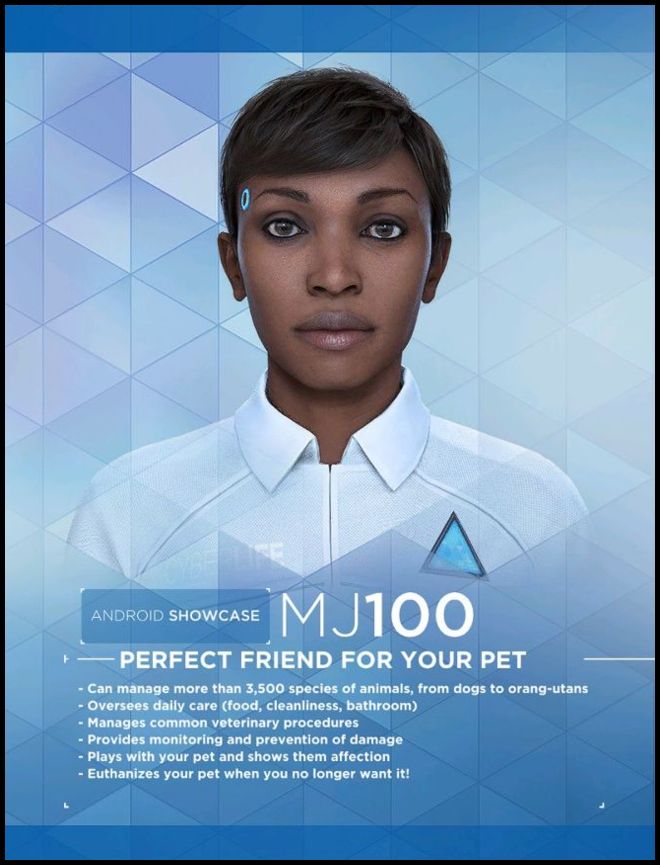 CYBERLIFE
ANDROID SHOWCASE
MJ100
PERFECT FRIEND FOR YOUR PET
- Can manage more than 3,500 species of animals, from dogs to orang-utans
- Oversees daily care (food, cleanliness, bathroom)
- Manages common veterinary procedures
- Provides monitoring and prevention of damage
- Plays with your pet and shows them affection
- Euthanizes your pet when you no longer want it!